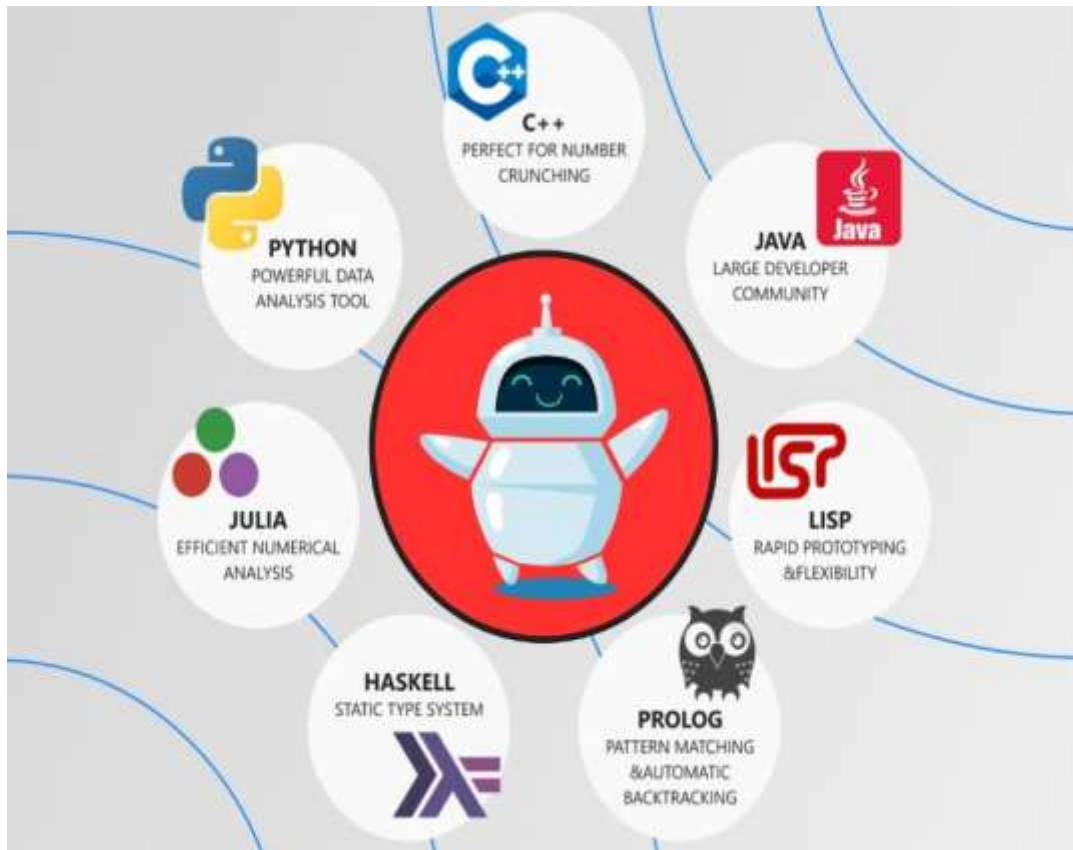 C++
C++
PERFECT FOR NUMBER
CRUNCHING
Java
JAVA
LARGE DEVELOPER
COMMUNITY
LISP
LISP
RAPID PROTOTYPING
&FLEXIBILITY
PROLOG
PATTERN MATCHING
&AUTOMATIC
BACKTRACKING
HASKELL
STATIC TYPE SYSTEM
JULIA
EFFICIENT NUMERICAL
ANALYSIS
PYTHON
POWERFUL DATA
ANALYSIS TOOL